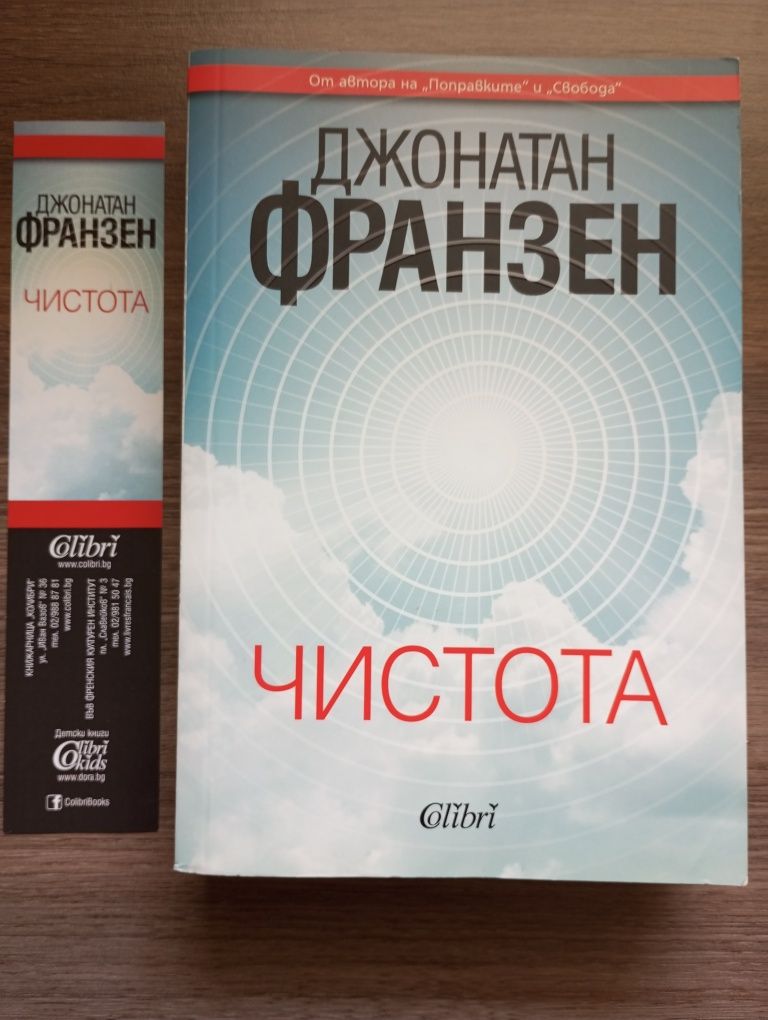 От автора на „Поправките“ и „Свобода“
ДЖОНАТАН
ФРАНЗЕН
ЧИСТОТА
Colibri
ДЖОНАТАН
ФРАНЗЕН
ЧИСТОТА
Colibri
www.colibri.bg
КНИЖАРНИЦА „КОЛИБРИ“
ул. „Иван Вазов“ № 36
тел. 02/988 87 81
www.colibri.bg
ВЪВ ФРЕНСКИЯ КУЛТУРЕН ИНСТИТУТ
пл. „Славейков“ № 3
тел. 02/981 50 47
www.livresfrancais.bg
Детски книги
Colibri
kids
www.dora.bg
f ColibriBooks